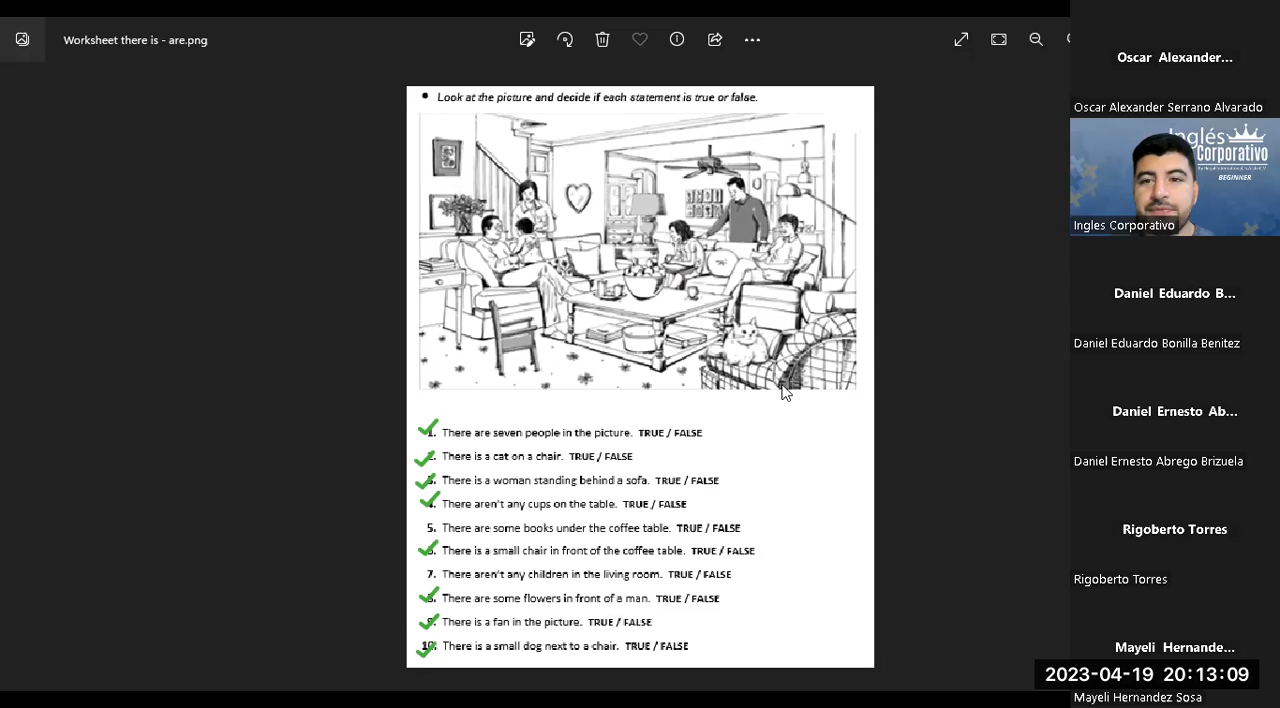 Worksheet there is - are.png
Look at the picture and decide if each statement is true or false.
1. There are seven people in the picture. TRUE / FALSE
2. There is a cat on a chair. TRUE / FALSE
3. There is a woman standing behind a sofa. TRUE / FALSE
4. There aren't any cups on the table. TRUE / FALSE
5. There are some books under the coffee table. TRUE / FALSE
6. There is a small chair in front of the coffee table. TRUE / FALSE
7. There aren't any children in the living room. TRUE / FALSE
8. There are some flowers in front of a man. TRUE / FALSE
9. There is a fan in the picture. TRUE / FALSE
10. There is a small dog next to a chair. TRUE / FALSE
Oscar Alexander...
Oscar Alexander Serrano Alvarado
Inglés
Corporativo
BEGINNER
Ingles Corporativo
Daniel Eduardo B...
Daniel Eduardo Bonilla Benitez
Daniel Ernesto Ab...
Daniel Ernesto Abrego Brizuela
Rigoberto Torres
Rigoberto Torres
Mayeli Hernande...
2023-04-19 20:13:09
Mayeli Hernandez Sosa